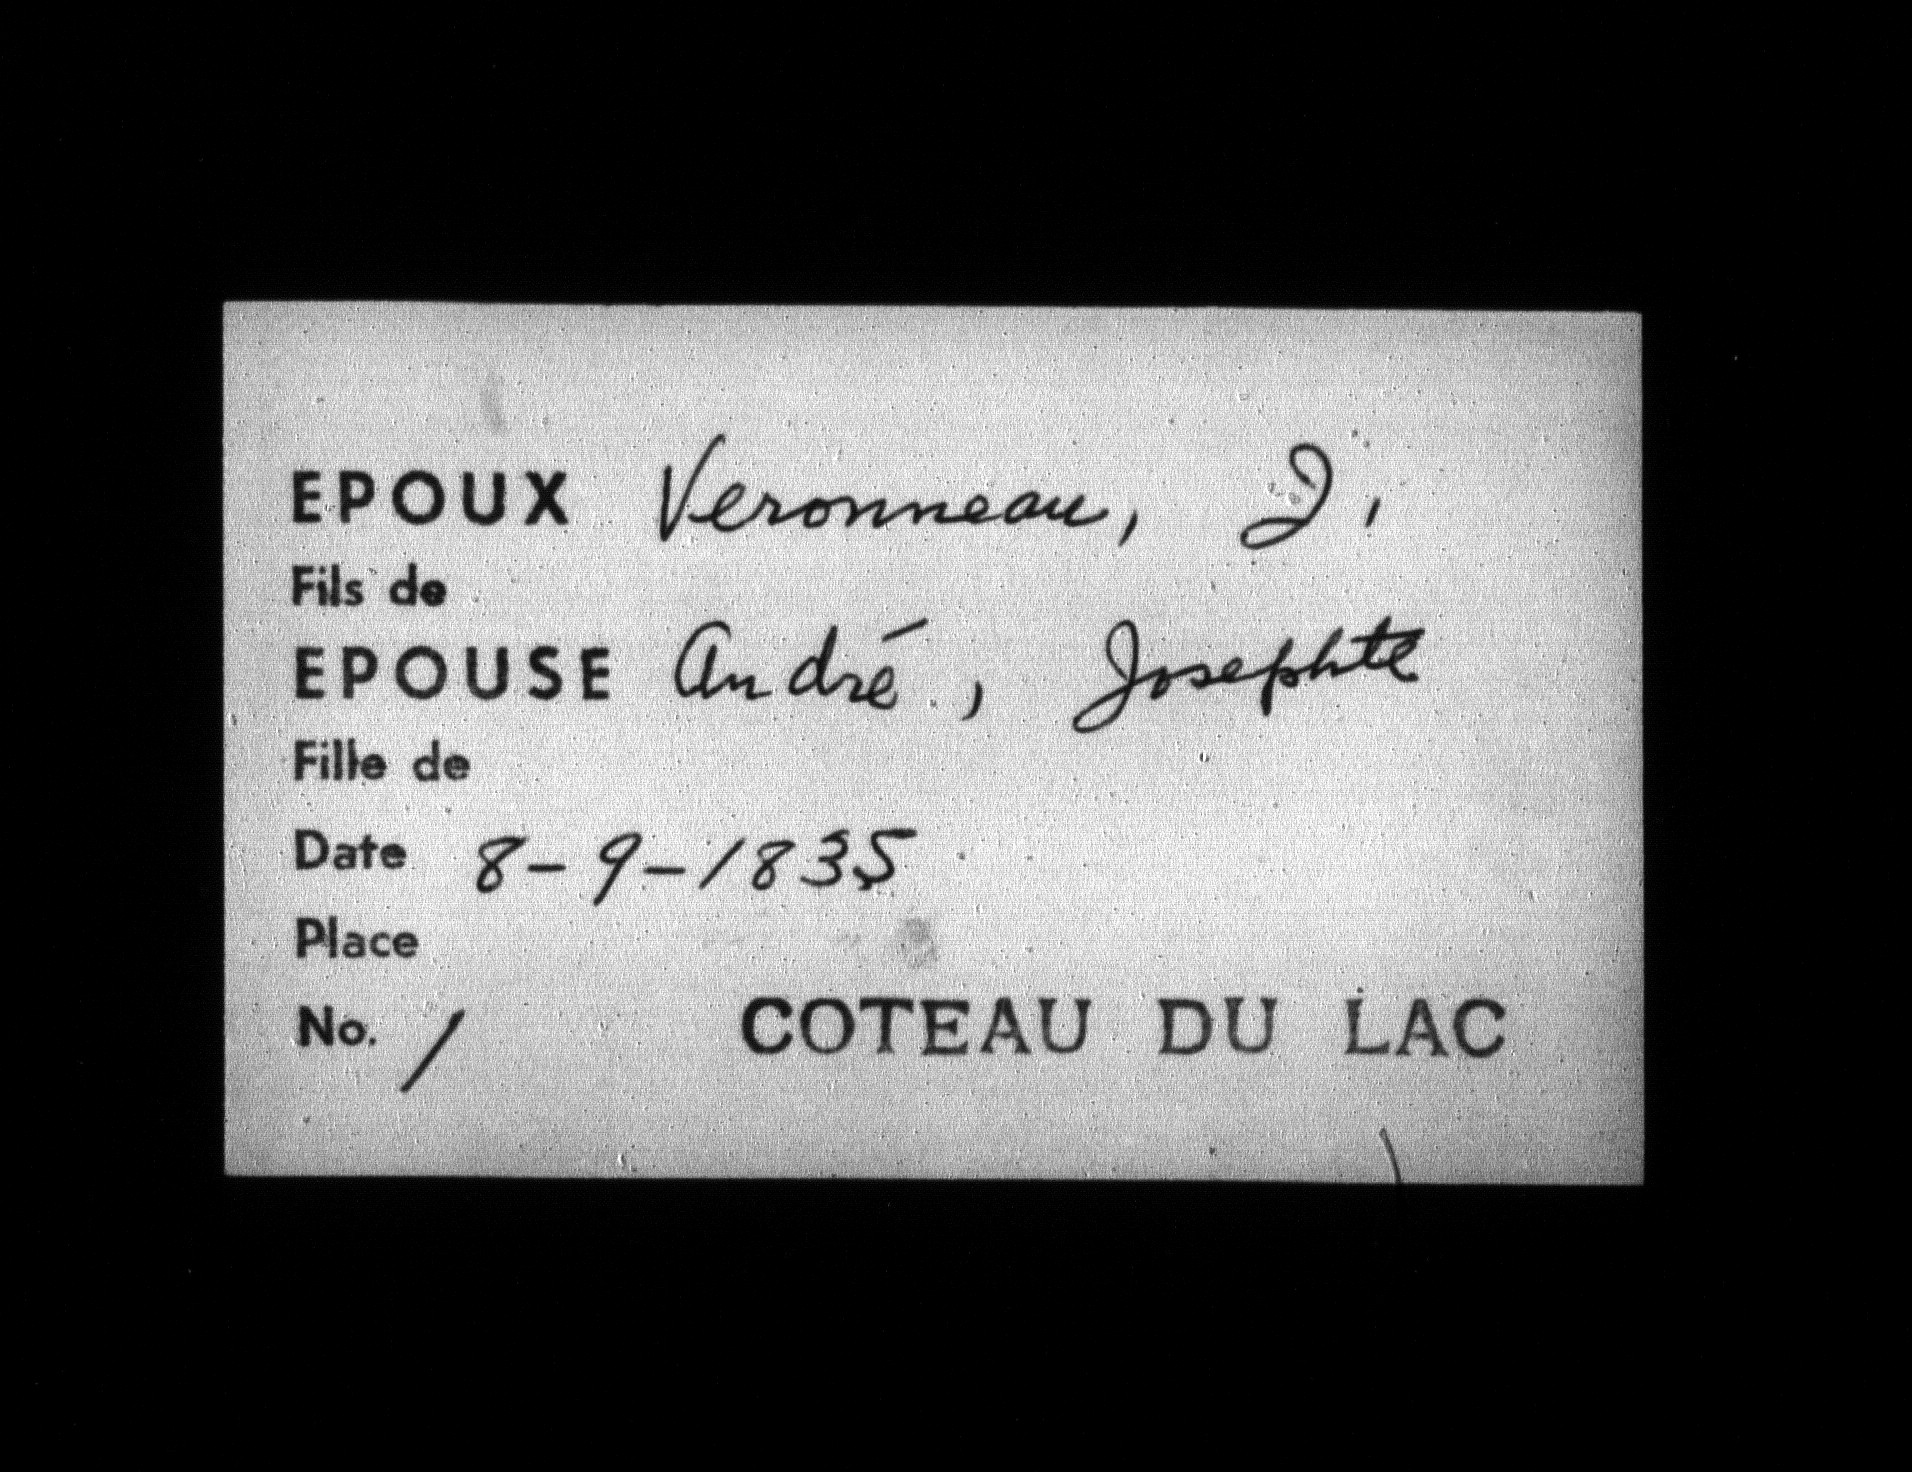 EPOUX Veronneau, J.
Fils de
EPOUSE André, Josephte
Fille de
Date 8-9-1835
Place
No. 1 COTEAU DU LAC